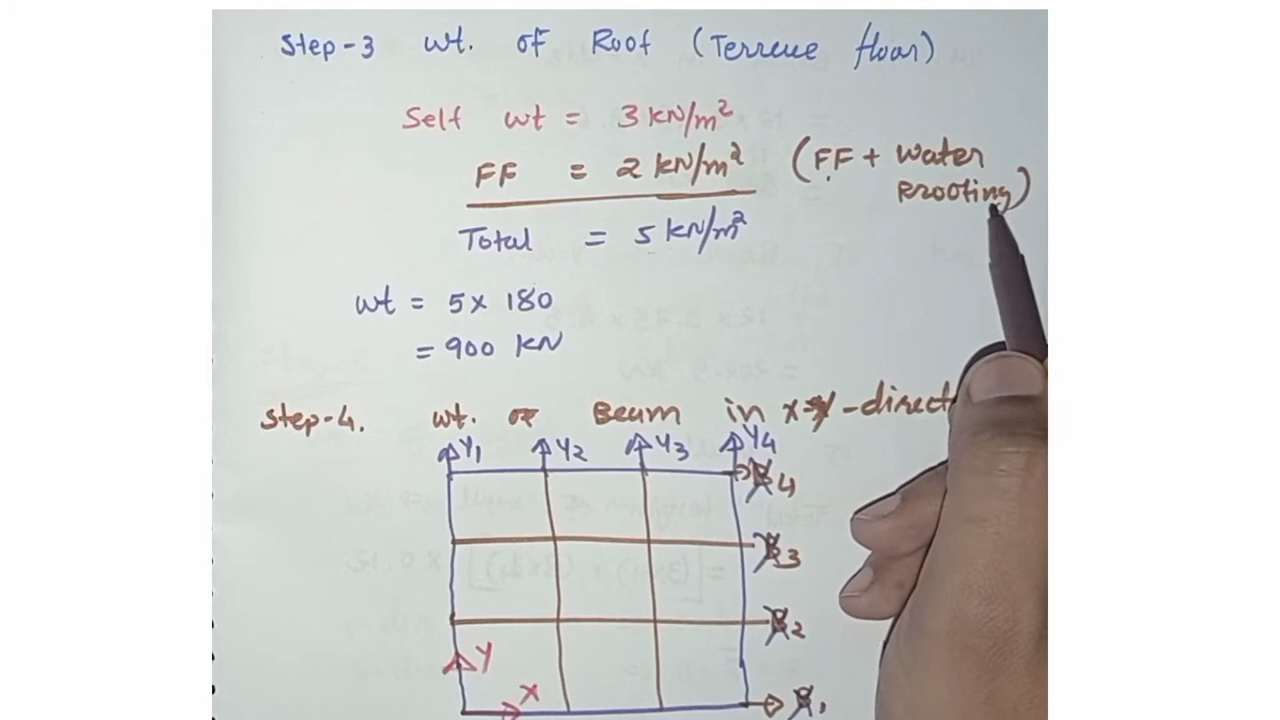 Step-3 wt. of Roof (Terrece floor)
Self wt = 3 kN/m²
FF = 2 kN/m² (FF + water
Prooting)
Total = 5 kN/m²
wt = 5 x 180
= 900 kN
Step-4. wt. of Beam in X-direct
Y1 Y2 Y3 Y4
X4
X3
X2
Y
X
X1